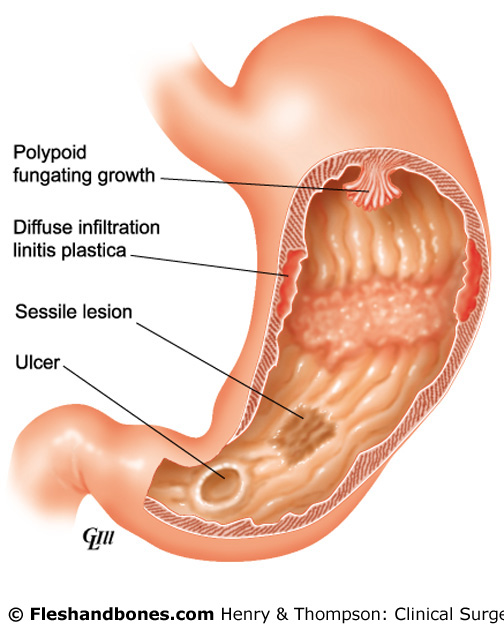 Polypoid
fungating growth
Diffuse infiltration
linitis plastica
Sessile lesion
Ulcer
© Fleshandbones.com Henry & Thompson: Clinical Surge